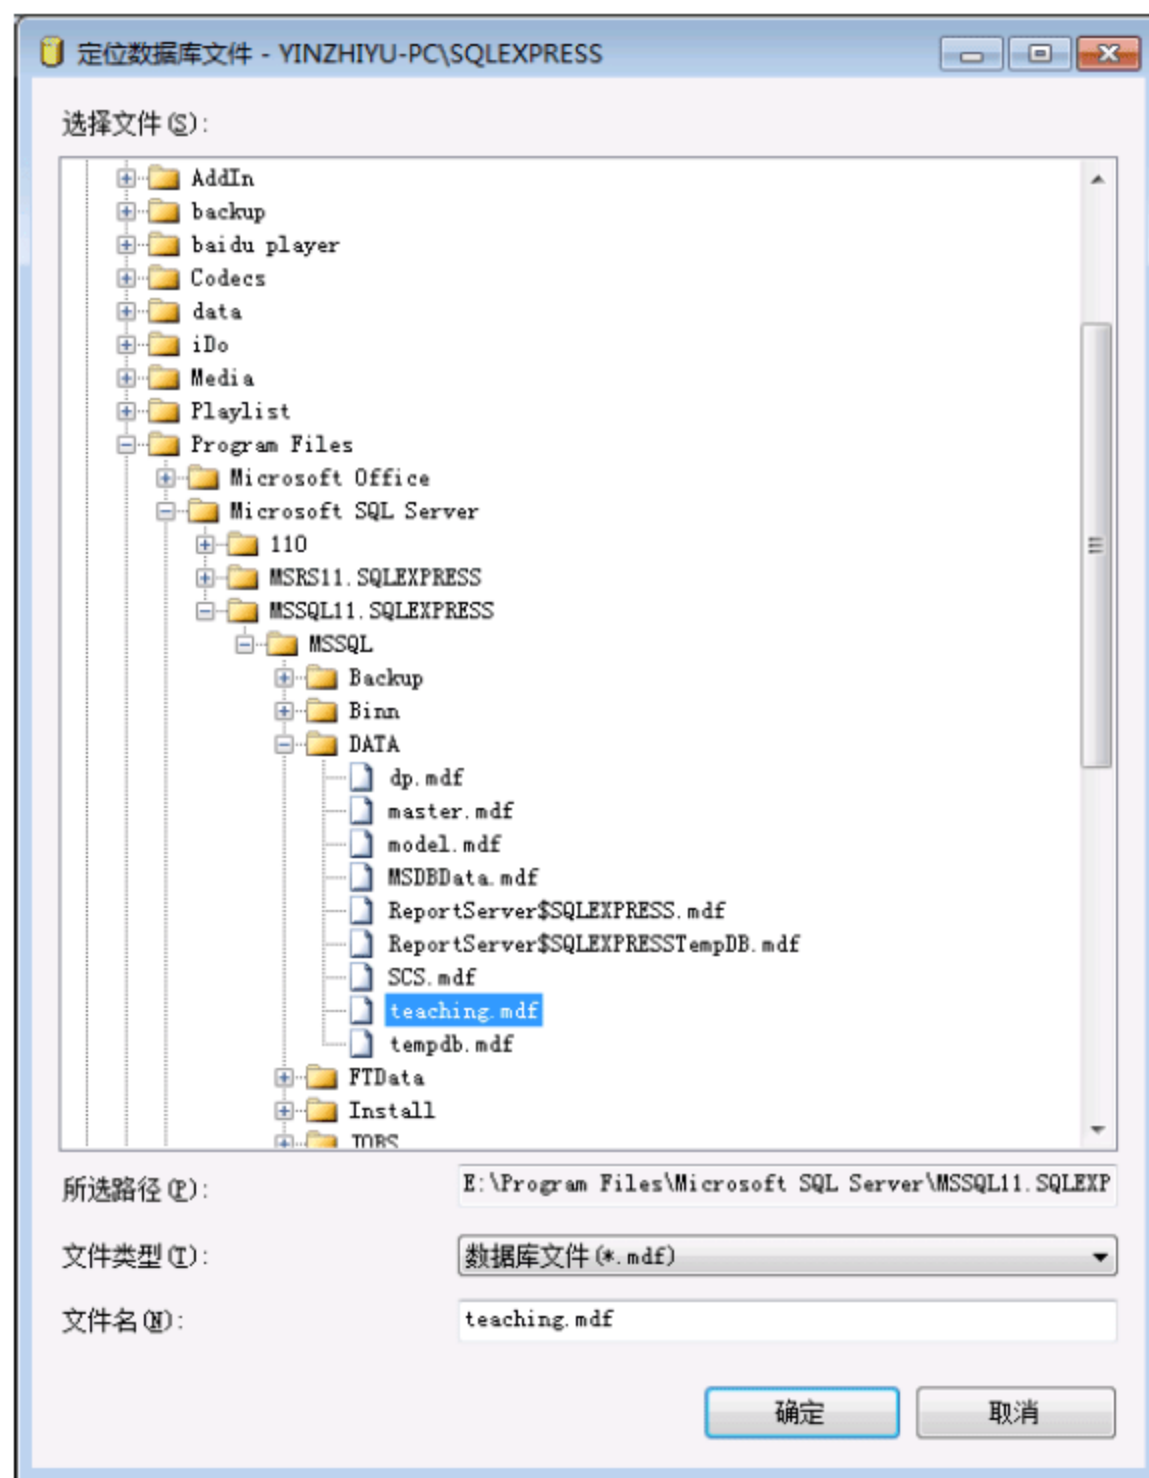 定位数据库文件 - YINZHIYU-PC\SQLEXPRESS
选择文件(S):
AddIn
backup
baidu player
Codecs
data
iDo
Media
Playlist
Program Files
Microsoft Office
Microsoft SQL Server
110
MSRS11.SQLEXPRESS
MSSQL11.SQLEXPRESS
MSSQL
Backup
Binn
DATA
dp.mdf
master.mdf
model.mdf
MSDBData.mdf
ReportServer$SQLEXPRESS.mdf
ReportServer$SQLEXPRESSTempDB.mdf
SCS.mdf
teaching.mdf
tempdb.mdf
FTData
Install
JOBS
所选路径(P): E:\Program Files\Microsoft SQL Server\MSSQL11.SQLEXP
文件类型(T): 数据库文件(*.mdf)
文件名(N): teaching.mdf
确定 取消